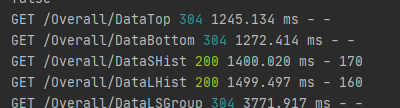 false
GET /Overall/DataTop 304 1245.134 ms - -
GET /Overall/DataBottom 304 1272.414 ms - -
GET /Overall/DataSHist 200 1400.020 ms - 170
GET /Overall/DataLHist 200 1499.497 ms - 160
GET /Overall/DataLSGroup 304 3771.917 ms - -